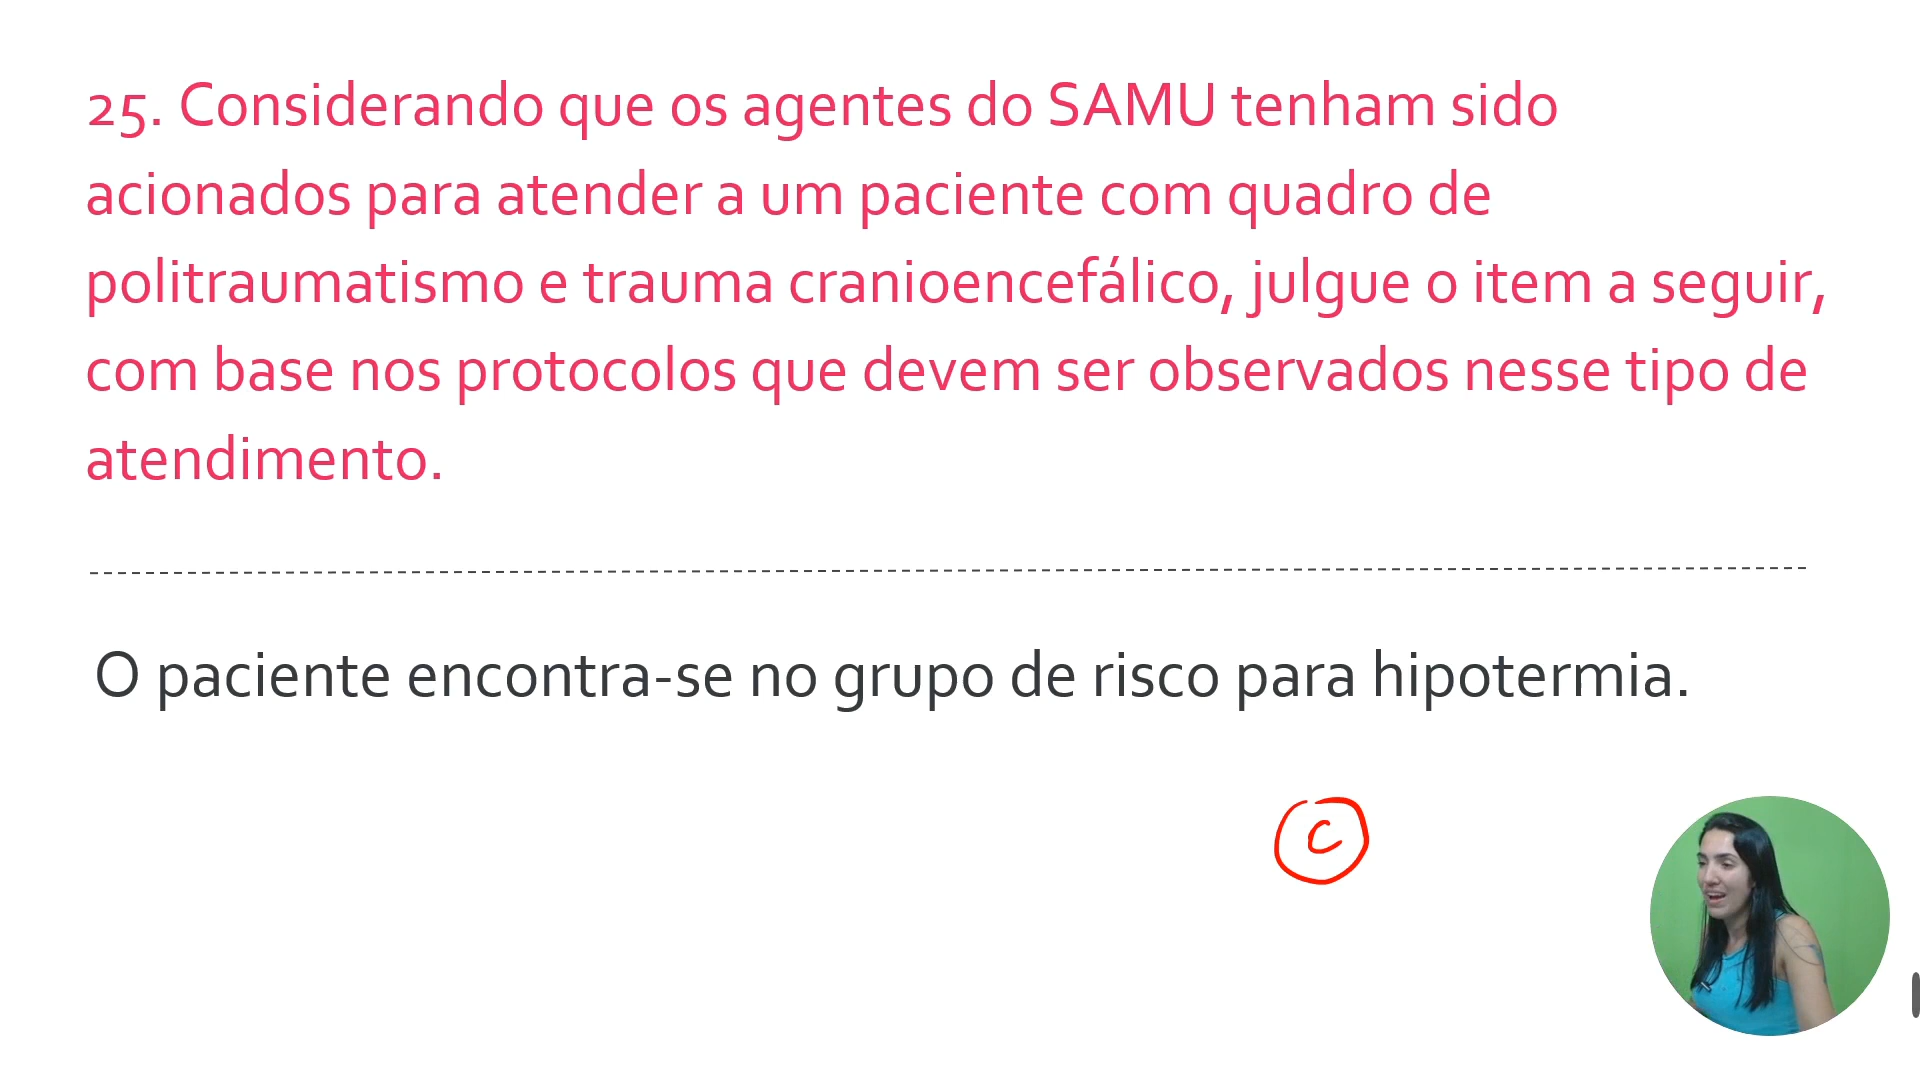 25. Considerando que os agentes do SAMU tenham sido
acionados para atender a um paciente com quadro de
politraumatismo e trauma cranioencefálico, julgue o item a seguir,
com base nos protocolos que devem ser observados nesse tipo de
atendimento.
O paciente encontra-se no grupo de risco para hipotermia.
C